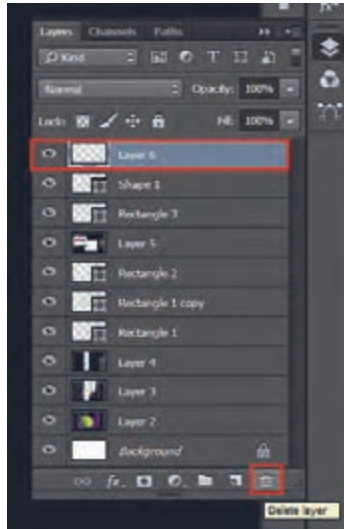 Layers Channels Paths
Kind
Normal Opacity: 100%
Lock: Fill: 100%
Layer 6
Shape 1
Rectangle 3
Layer 5
Rectangle 2
Rectangle 1 copy
Rectangle 1
Layer 4
Layer 3
Layer 2
Background
fx.
Delete layer